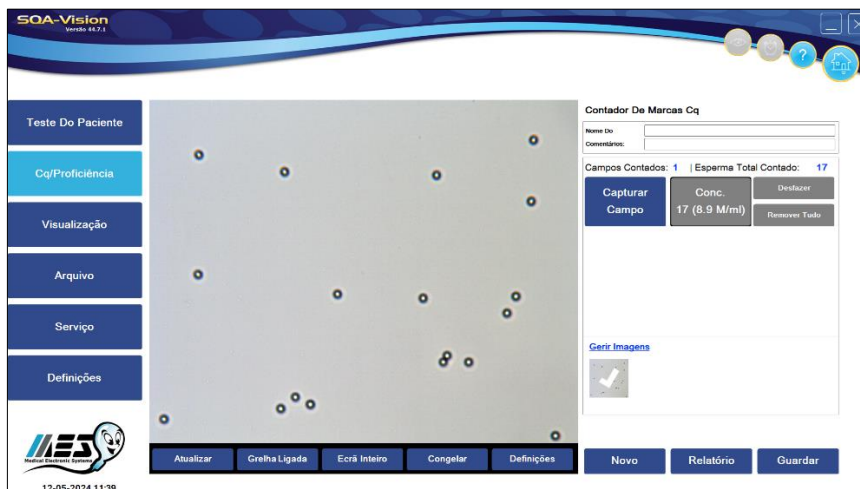 SQA-Vision
Versão 44.7.1
?
Teste Do Paciente
Cq/Proficiência
Visualização
Arquivo
Serviço
Definições
MES
Medical Electronic Systems
12-05-2024 11:39
Atualizar
Grelha Ligada
Ecrã Inteiro
Congelar
Definições
Contador De Marcas Cq
Nome Do
Comentários:
Campos Contados: 1 | Esperma Total Contado: 17
Capturar
Campo
Conc.
17 (8.9 M/ml)
Desfazer
Remover Tudo
Gerir Imagens
Novo
Relatório
Guardar